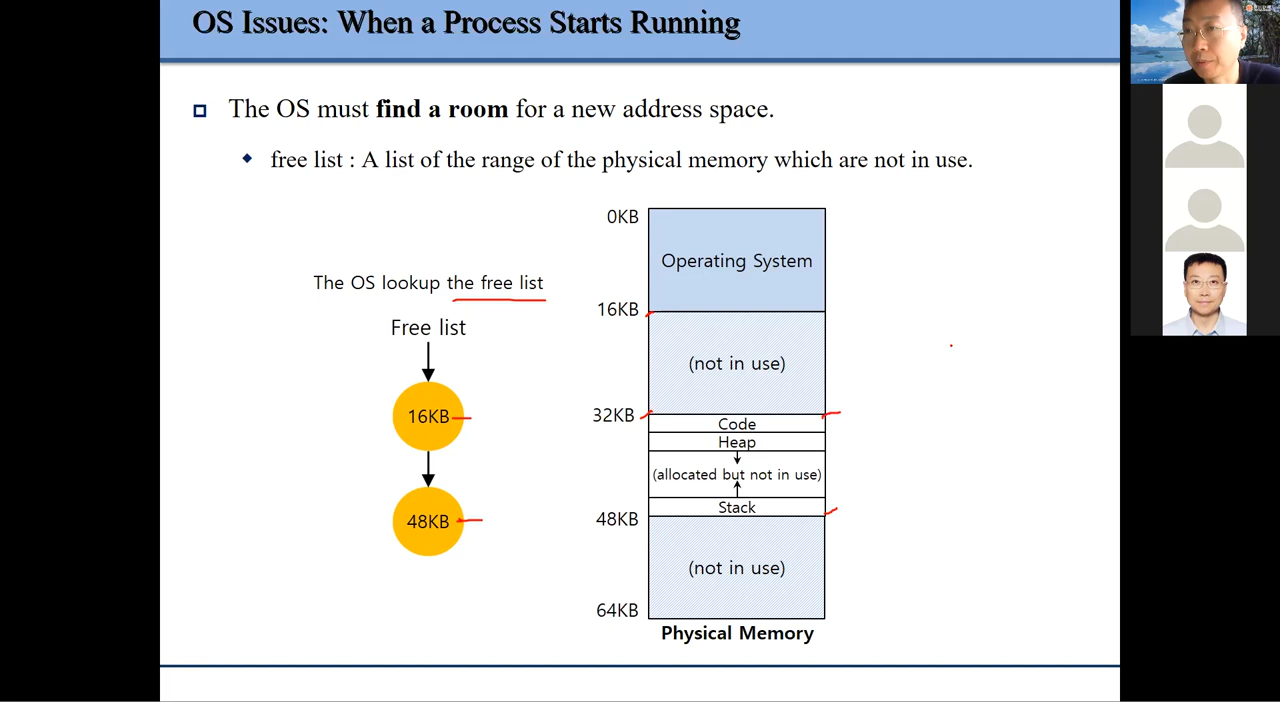 OS Issues: When a Process Starts Running
The OS must find a room for a new address space.
free list : A list of the range of the physical memory which are not in use.
The OS lookup the free list
Free list
16KB
48KB
0KB
Operating System
16KB
(not in use)
32KB
Code
Heap
(allocated but not in use)
Stack
48KB
(not in use)
64KB
Physical Memory